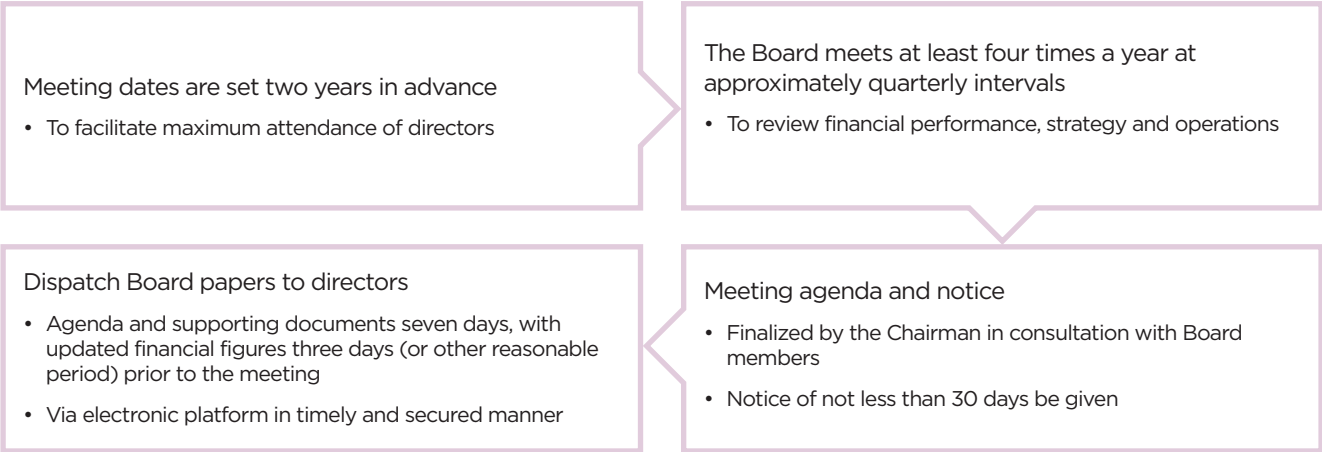 Meeting dates are set two years in advance
• To facilitate maximum attendance of directors
The Board meets at least four times a year at
approximately quarterly intervals
• To review financial performance, strategy and operations
Meeting agenda and notice
• Finalized by the Chairman in consultation with Board
members
• Notice of not less than 30 days be given
Dispatch Board papers to directors
• Agenda and supporting documents seven days, with
updated financial figures three days (or other reasonable
period) prior to the meeting
• Via electronic platform in timely and secured manner